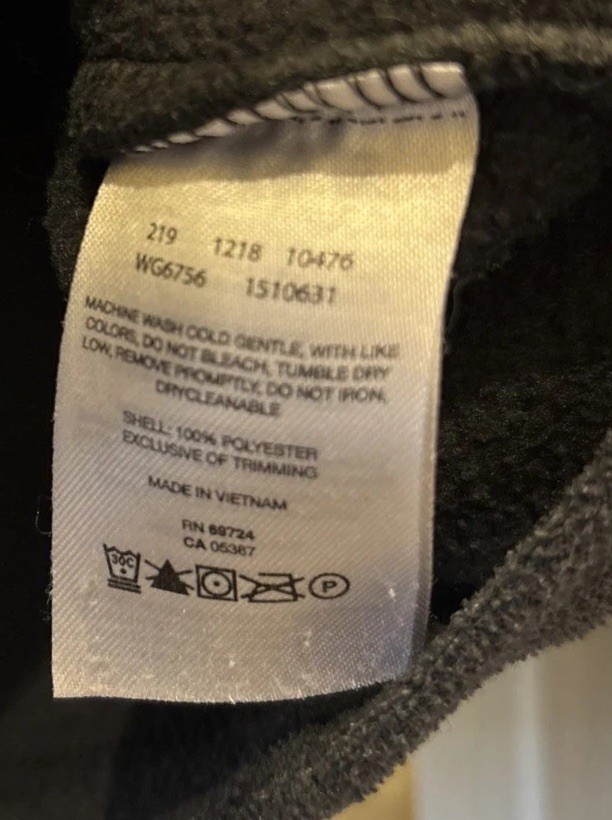 219 1218 10476
WG6756 1510631
MACHINE WASH COLD GENTLE, WITH LIKE
COLORS, DO NOT BLEACH, TUMBLE DRY
LOW, REMOVE PROMPTLY, DO NOT IRON,
DRYCLEANABLE
SHELL: 100% POLYESTER
EXCLUSIVE OF TRIMMING
MADE IN VIETNAM
RN 69724
CA 05367
30C
P